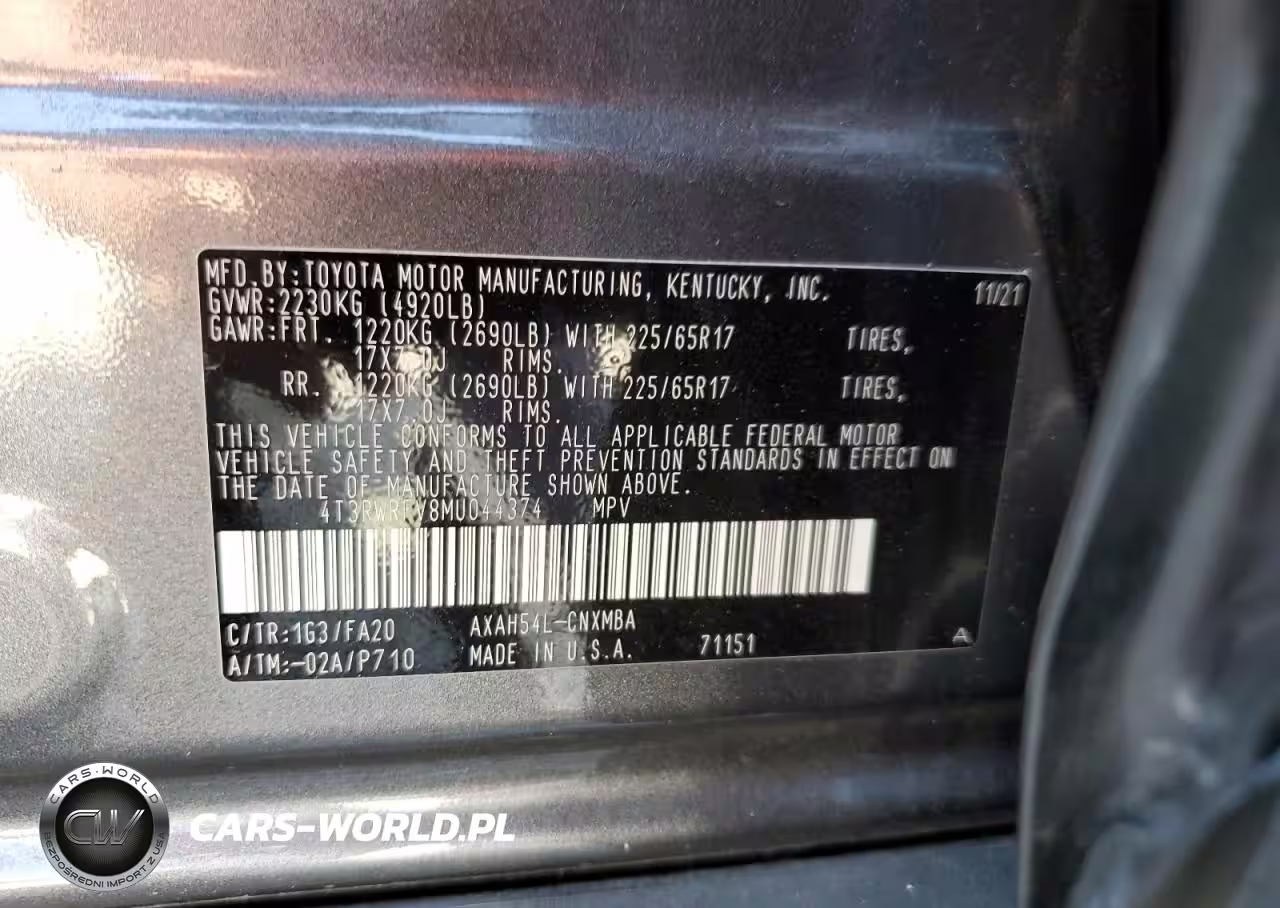 MFD.BY:TOYOTA MOTOR MANUFACTURING, KENTUCKY, INC. 11/21
GVWR:2230KG (4920LB)
GAWR:FRT. 1220KG (2690LB) WITH 225/65R17 TIRES,
17X7.0J RIMS.
RR. 1220KG (2690LB) WITH 225/65R17 TIRES,
17X7.0J RIMS.
THIS VEHICLE CONFORMS TO ALL APPLICABLE FEDERAL MOTOR
VEHICLE SAFETY AND THEFT PREVENTION STANDARDS IN EFFECT ON
THE DATE OF MANUFACTURE SHOWN ABOVE.
MPV
C/TR:1G3/FA20 AXAH54L-CNXMBA
A/TM:-02A/P710 MADE IN U.S.A. 71151 A
CARS-WORLD
CW
BEZPOŚREDNI IMPORT Z USA
CARS-WORLD.PL